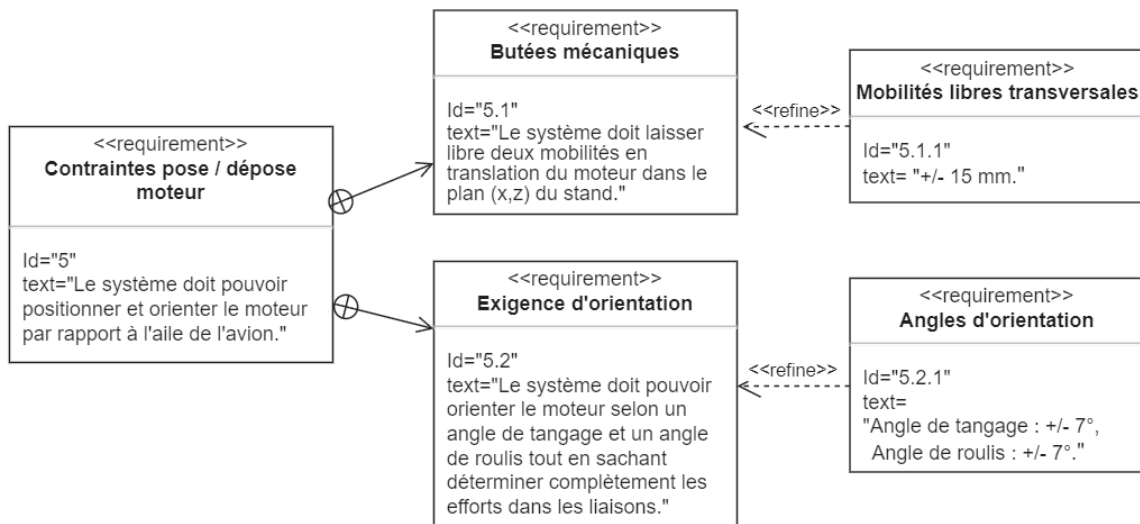 <<requirement>>
Contraintes pose / dépose
moteur
Id="5"
text="Le système doit pouvoir
positionner et orienter le moteur
par rapport à l'aile de l'avion."
<<requirement>>
Butées mécaniques
Id="5.1"
text="Le système doit laisser
libre deux mobilités en
translation du moteur dans le
plan (x,z) du stand."
<<refine>>
<<requirement>>
Mobilités libres transversales
Id="5.1.1"
text= "+/- 15 mm."
<<requirement>>
Exigence d'orientation
Id="5.2"
text="Le système doit pouvoir
orienter le moteur selon un
angle de tangage et un angle
de roulis tout en sachant
déterminer complètement les
efforts dans les liaisons."
<<refine>>
<<requirement>>
Angles d'orientation
Id="5.2.1"
text=
"Angle de tangage : +/- 7°,
Angle de roulis : +/- 7°."